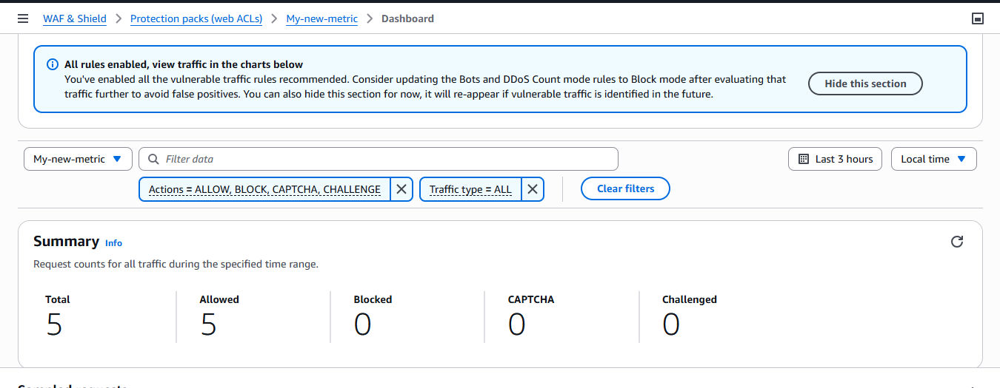 WAF & Shield > Protection packs (web ACLs) > My-new-metric > Dashboard
All rules enabled, view traffic in the charts below
You've enabled all the vulnerable traffic rules recommended. Consider updating the Bots and DDoS Count mode rules to Block mode after evaluating that
traffic further to avoid false positives. You can also hide this section for now, it will re-appear if vulnerable traffic is identified in the future.
Hide this section
My-new-metric Filter data Last 3 hours Local time
Actions = ALLOW, BLOCK, CAPTCHA, CHALLENGE Traffic type = ALL Clear filters
Summary Info
Request counts for all traffic during the specified time range.
Total Allowed Blocked CAPTCHA Challenged
5 5 0 0 0
Sampled requests